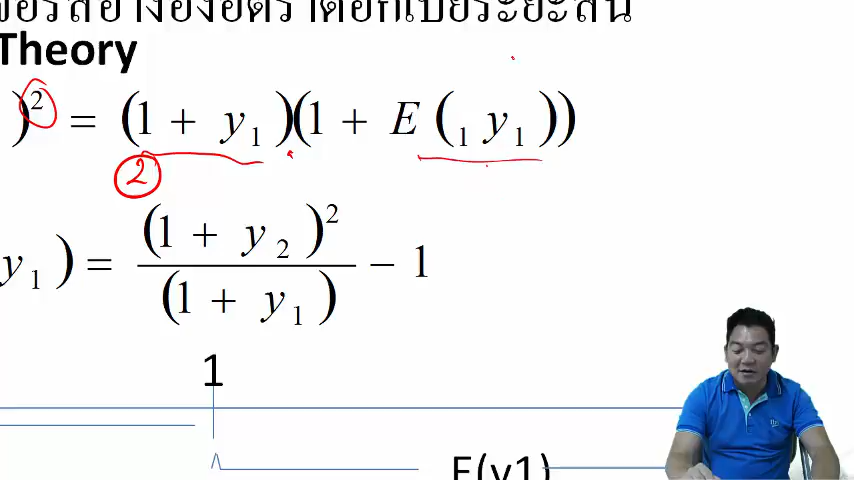 Theory
)² = (1 + y₁)(1 + E(₁y₁))
2
y₁) = (1 + y₂)² / (1 + y₁) − 1
1
E(y1)